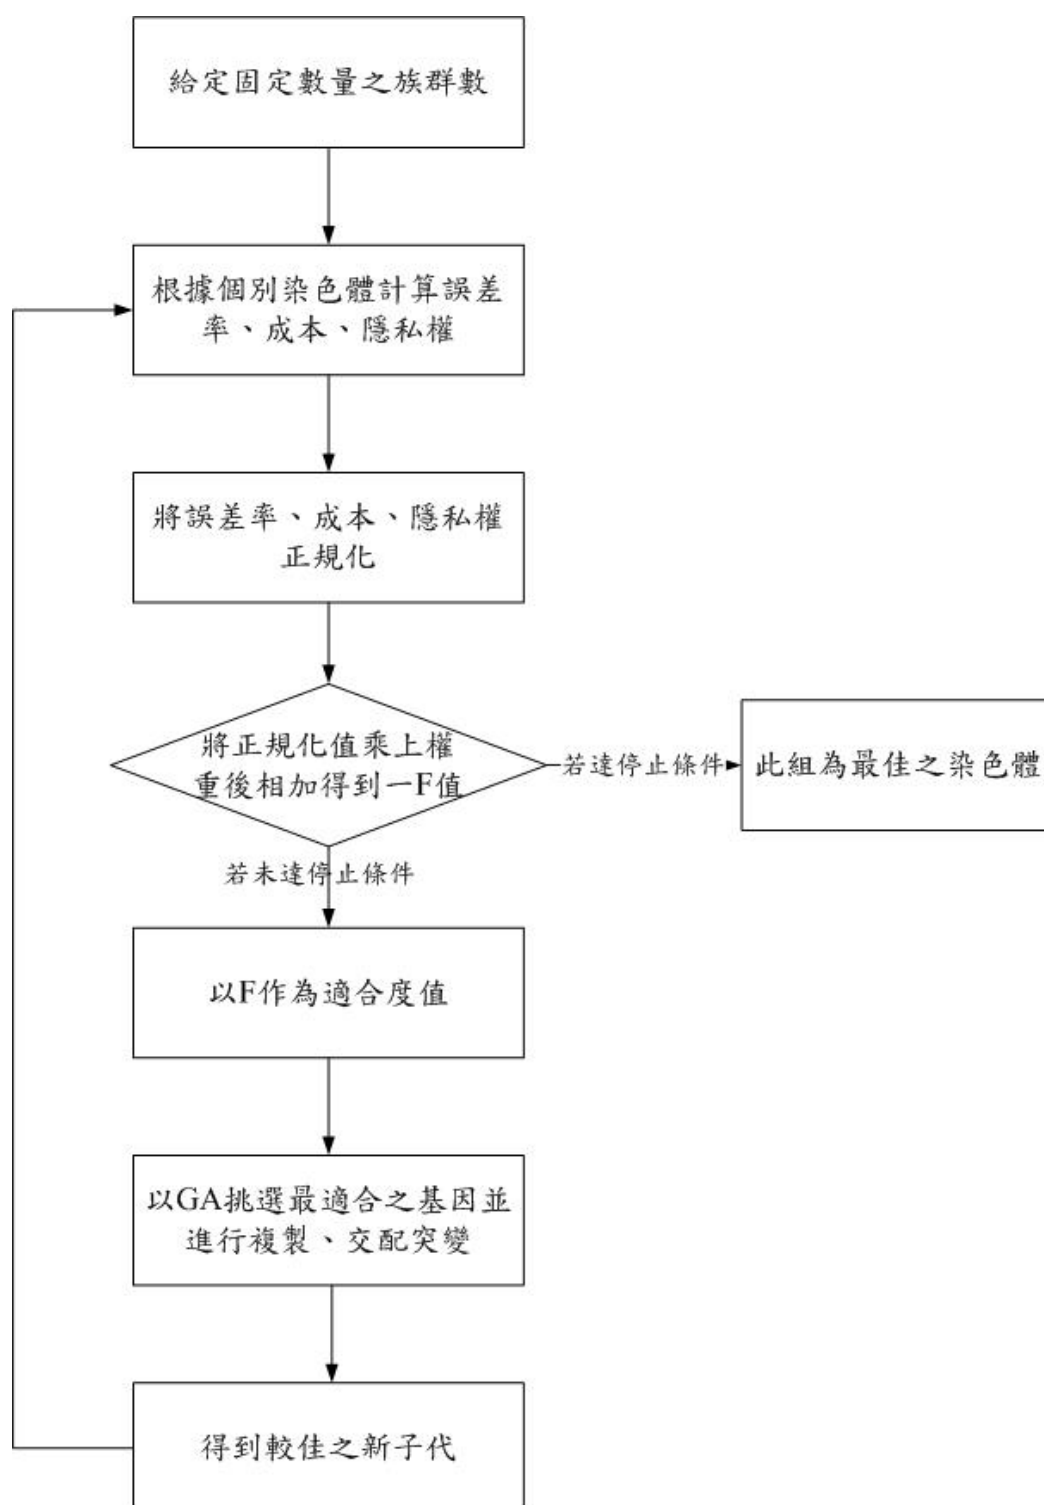 給定固定數量之族群數
根據個別染色體計算誤差
率、成本、隱私權
將誤差率、成本、隱私權
正規化
將正規化值乘上權
重後相加得到一F值
若達停止條件
此組為最佳之染色體
若未達停止條件
以F作為適合度值
以GA挑選最適合之基因並
進行複製、交配突變
得到較佳之新子代